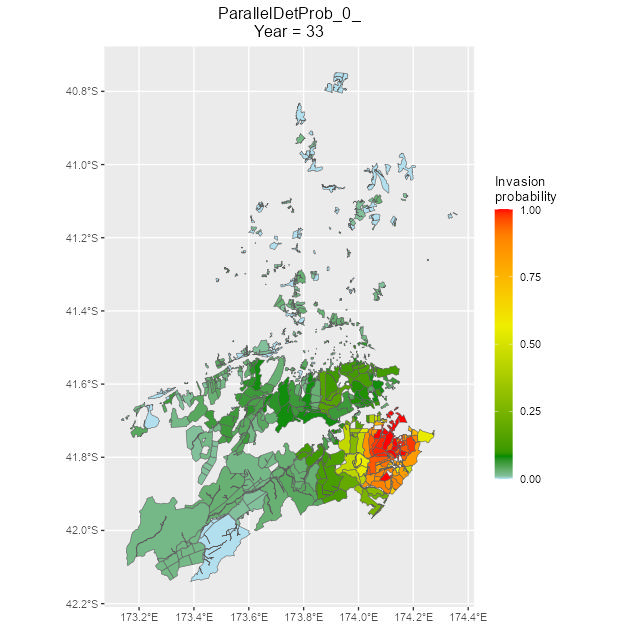 ParallelDetProb_0_
Year = 33
40.8°S
41.0°S
41.2°S
41.4°S
41.6°S
41.8°S
42.0°S
42.2°S
173.2°E
173.4°E
173.6°E
173.8°E
174.0°E
174.2°E
174.4°E
Invasion
probability
1.00
0.75
0.50
0.25
0.00